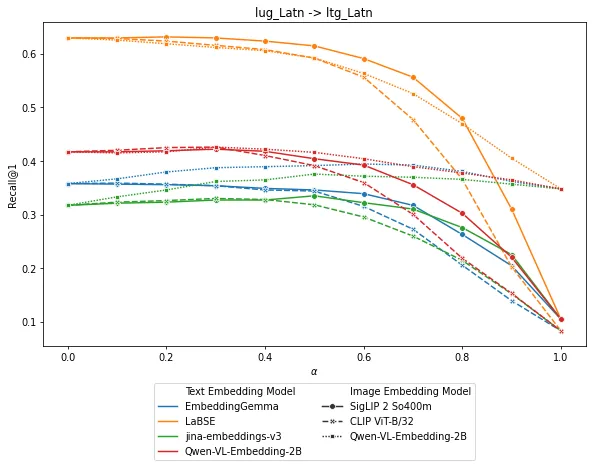 lug_Latn -> ltg_Latn
Recall@1
0.6
0.5
0.4
0.3
0.2
0.1
0.0 0.2 0.4 0.6 0.8 1.0
α
Text Embedding Model Image Embedding Model
EmbeddingGemma SigLIP 2 So400m
LaBSE CLIP ViT-B/32
jina-embeddings-v3 Qwen-VL-Embedding-2B
Qwen-VL-Embedding-2B